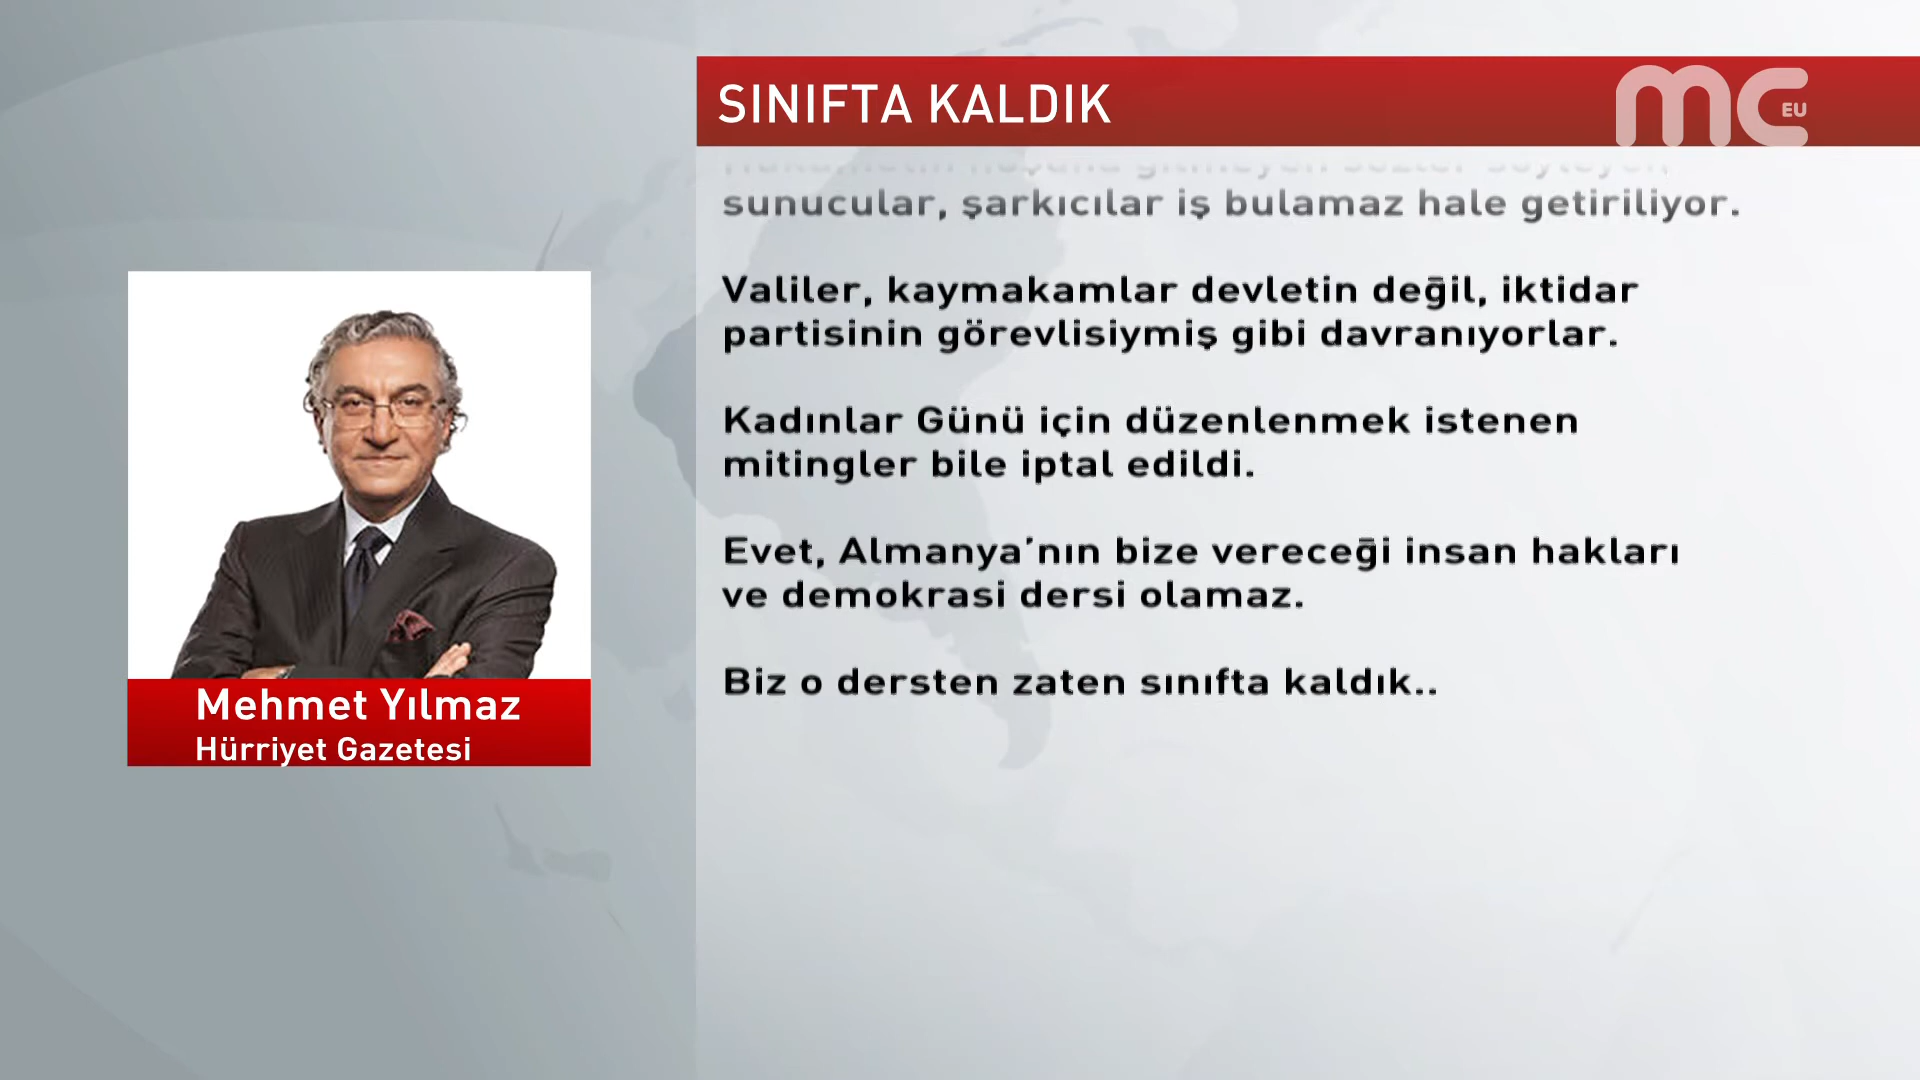 SINIFTA KALDIK
mc EU
sunucular, şarkıcılar iş bulamaz hale getiriliyor.
Valiler, kaymakamlar devletin değil, iktidar
partisinin görevlisiymiş gibi davranıyorlar.
Kadınlar Günü için düzenlenmek istenen
mitingler bile iptal edildi.
Evet, Almanya'nın bize vereceği insan hakları
ve demokrasi dersi olamaz.
Biz o dersten zaten sınıfta kaldık..
Mehmet Yılmaz
Hürriyet Gazetesi